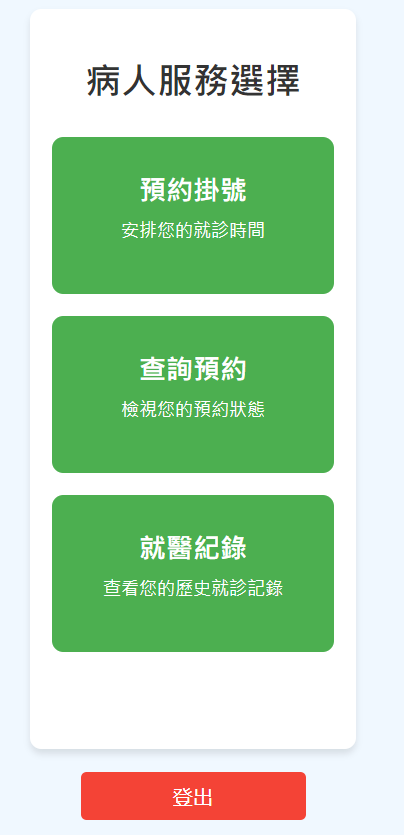 病人服務選擇
預約掛號
安排您的就診時間
查詢預約
檢視您的預約狀態
就醫紀錄
查看您的歷史就診記錄
登出